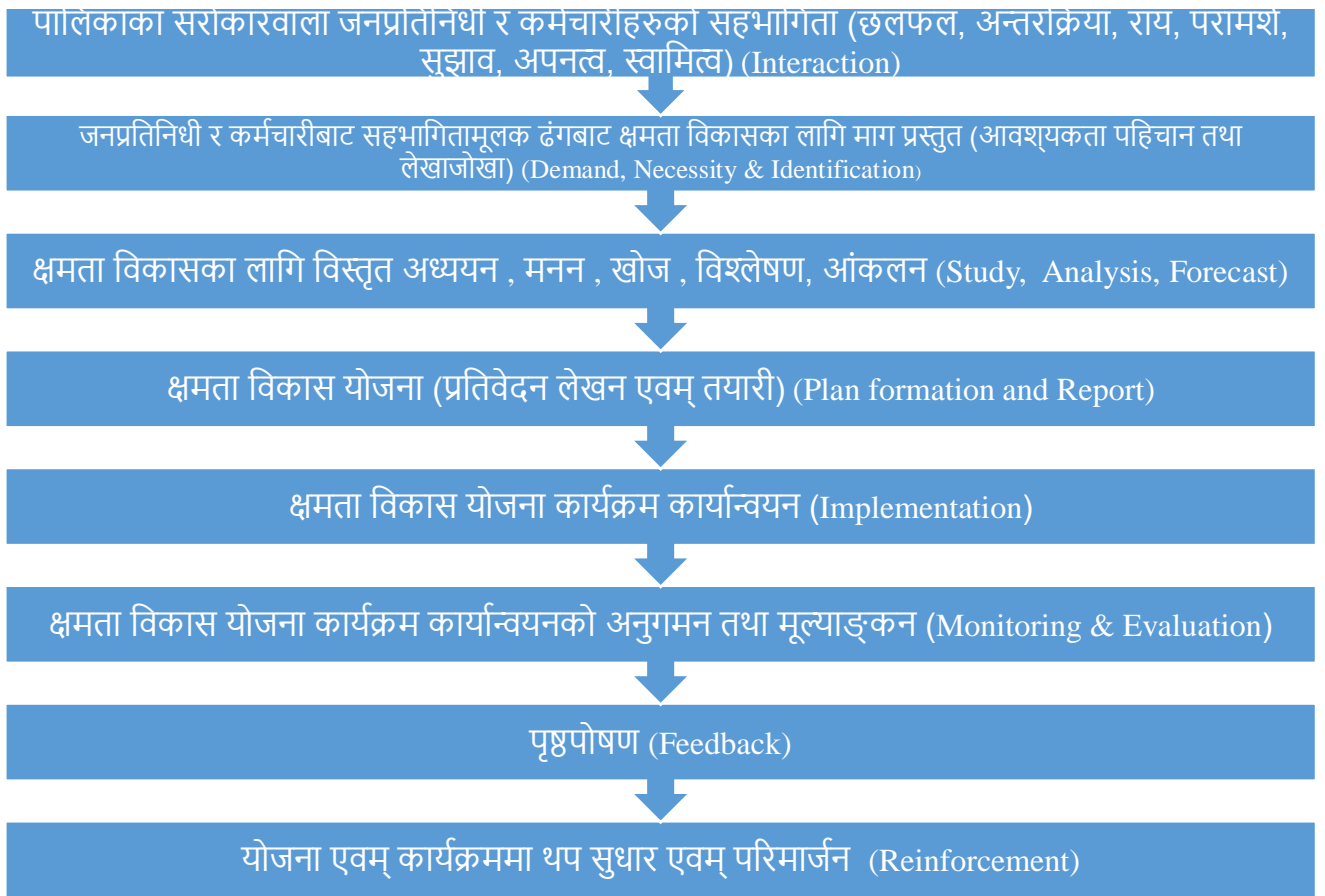 पालिकाका सरोकारवाला जनप्रतिनिधी र कर्मचारीहरुको सहभागिता (छलफल, अन्तरक्रिया, राय, परामर्श,
सुझाव, अपनत्व, स्वामित्व) (Interaction)
जनप्रतिनिधी र कर्मचारीबाट सहभागितामूलक ढंगबाट क्षमता विकासका लागि माग प्रस्तुत (आवश्यकता पहिचान तथा
लेखाजोखा) (Demand, Necessity & Identification)
क्षमता विकासका लागि विस्तृत अध्ययन , मनन , खोज , विश्लेषण, आंकलन (Study, Analysis, Forecast)
क्षमता विकास योजना (प्रतिवेदन लेखन एवम् तयारी) (Plan formation and Report)
क्षमता विकास योजना कार्यक्रम कार्यान्वयन (Implementation)
क्षमता विकास योजना कार्यक्रम कार्यान्वयनको अनुगमन तथा मूल्याङ्कन (Monitoring & Evaluation)
पृष्ठपोषण (Feedback)
योजना एवम् कार्यक्रममा थप सुधार एवम् परिमार्जन (Reinforcement)